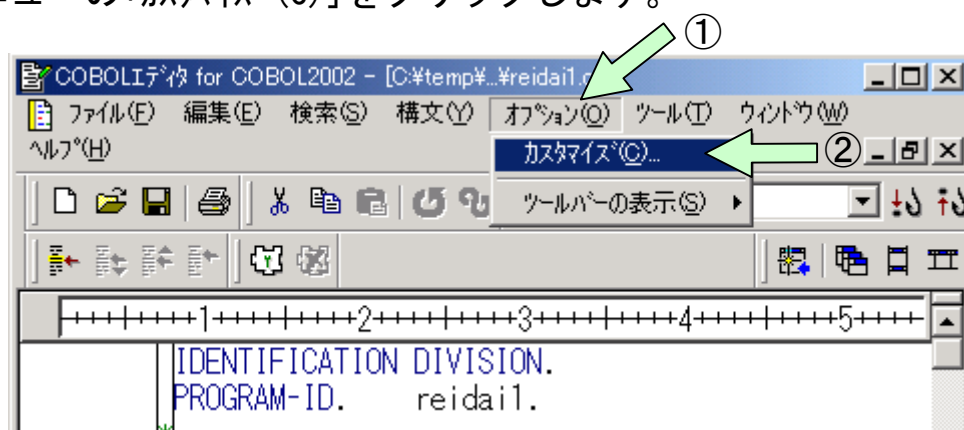 の[カスタマイズ(C)]をクリックします。
①
COBOLエディタ for COBOL2002 - [C:¥temp¥...¥reidai1.c
ファイル(F) 編集(E) 検索(S) 構文(Y) オプション(O) ツール(T) ウィンドウ(W)
ヘルプ(H)
カスタマイズ(C)... ②
ツールバーの表示(S)
1 2 3 4 5
IDENTIFICATION DIVISION.
PROGRAM-ID. reidai1.
*